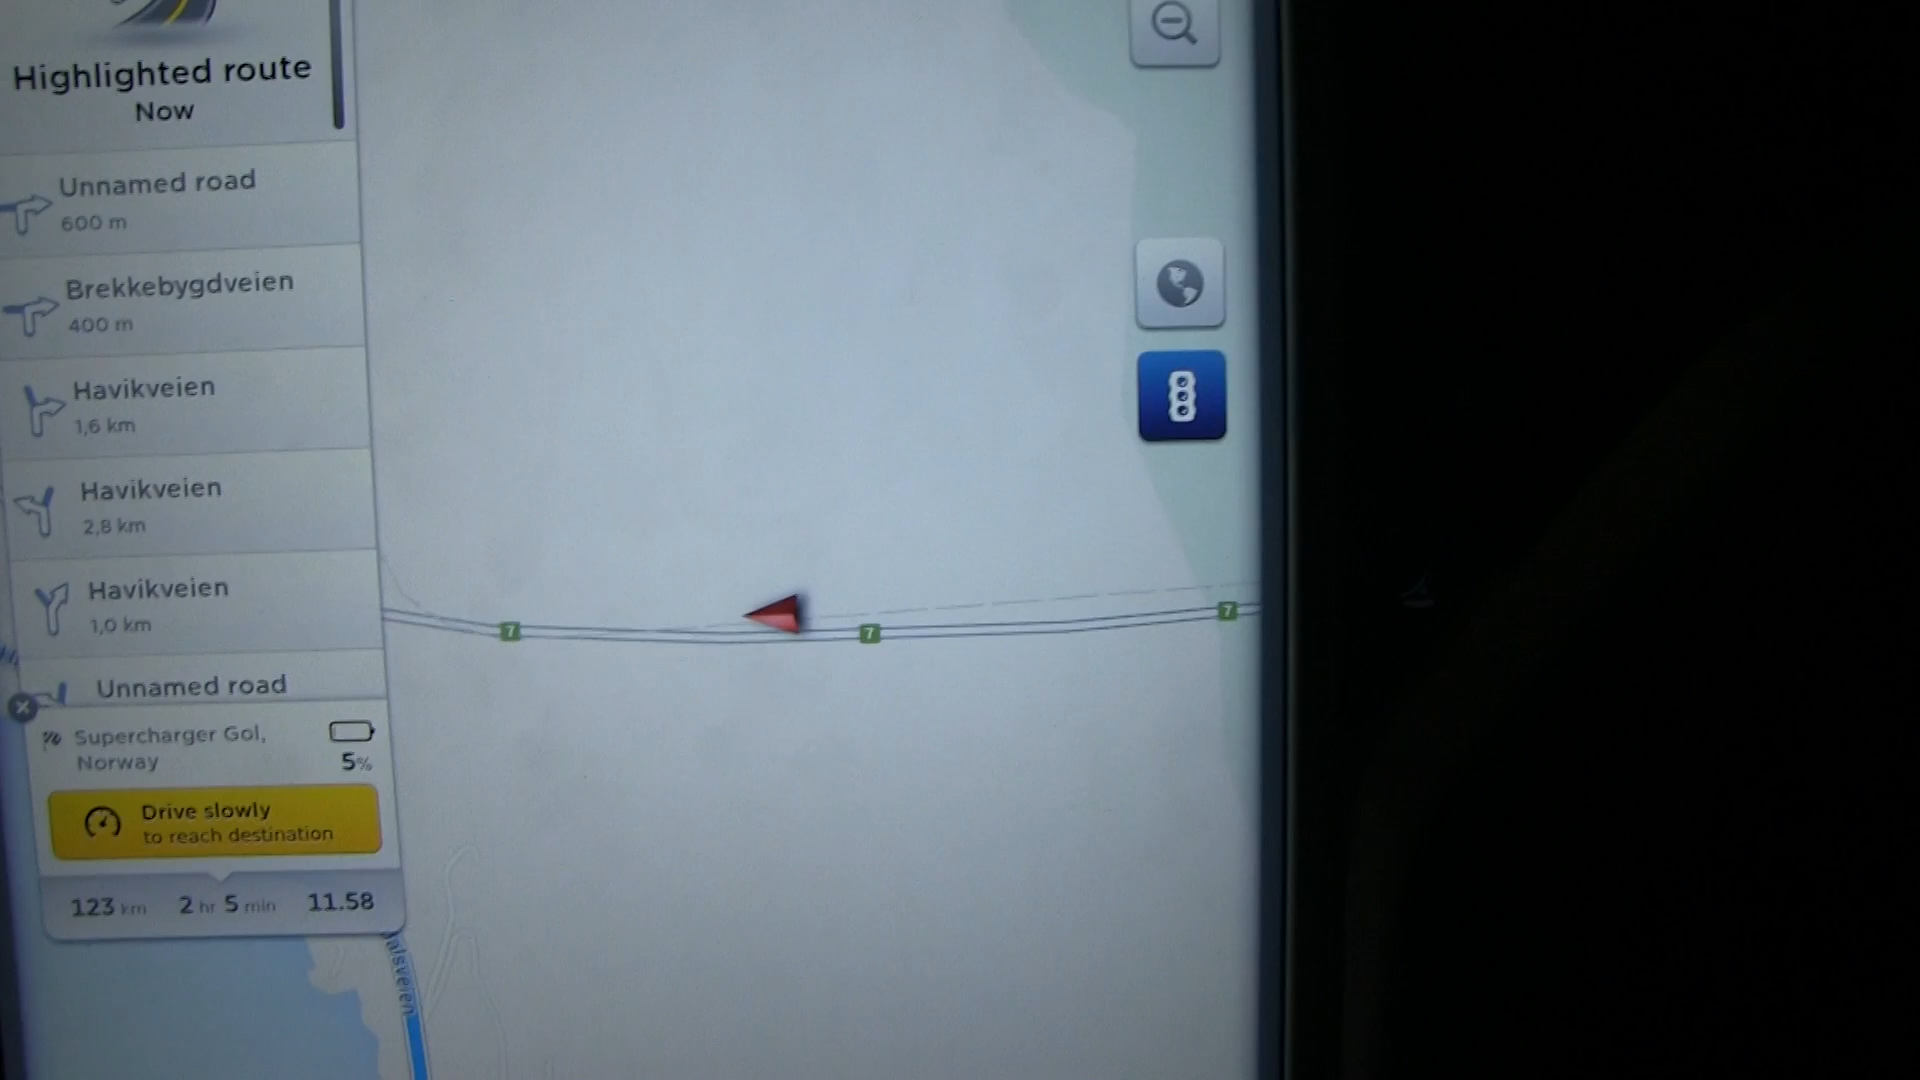 Highlighted route
Now
Unnamed road
600 m
Brekkebygdveien
400 m
Havikveien
1,6 km
Havikveien
2,8 km
Havikveien
1,0 km
Unnamed road
Supercharger Gol,
Norway
5%
Drive slowly
to reach destination
123 km 2 hr 5 min 11.58
7
7
7
alsveien